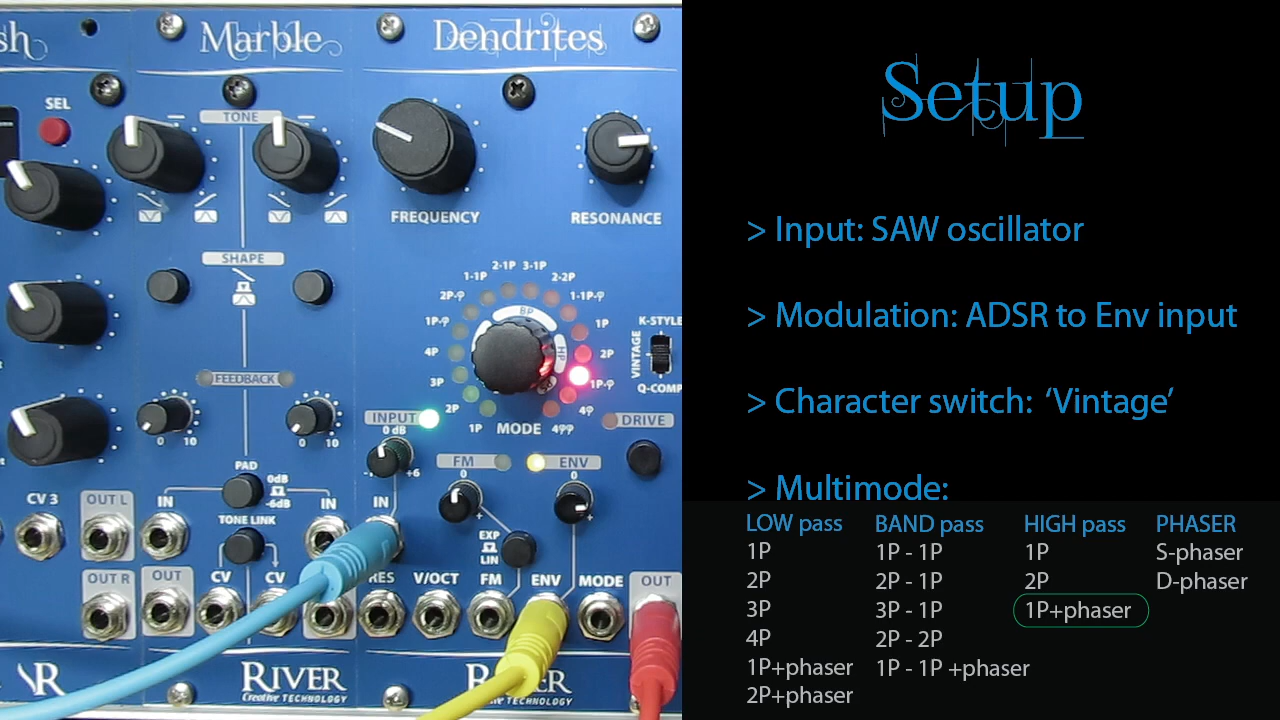 sh
Marble
Dendrites
SEL
TONE
FREQUENCY
RESONANCE
SHAPE
2-1P 3-1P
1-1P 2-2P
2P-φ 1-1P-φ
1P-φ 1P
4P 2P
3P 1P-φ
2P 4φ
1P MODE 4φφ
BP
HP
K-STYLE
VINTAGE
Q-COMP
FEEDBACK
0 10
0 10
INPUT
0 dB
+6
DRIVE
FM
0
+
ENV
0
+
PAD
0dB
-6dB
CV 3
OUT L
IN
IN
IN
TONE LINK
EXP
LIN
OUT R
OUT
CV
CV
RES
V/OCT
FM
ENV
MODE
OUT
RIVER
Creative TECHNOLOGY
TECHNOLOGY
Setup
> Input: SAW oscillator
> Modulation: ADSR to Env input
> Character switch: ‘Vintage’
> Multimode:
LOW pass BAND pass HIGH pass PHASER
1P 1P - 1P 1P S-phaser
2P 2P - 1P 2P D-phaser
3P 3P - 1P 1P+phaser
4P 2P - 2P
1P+phaser 1P - 1P +phaser
2P+phaser